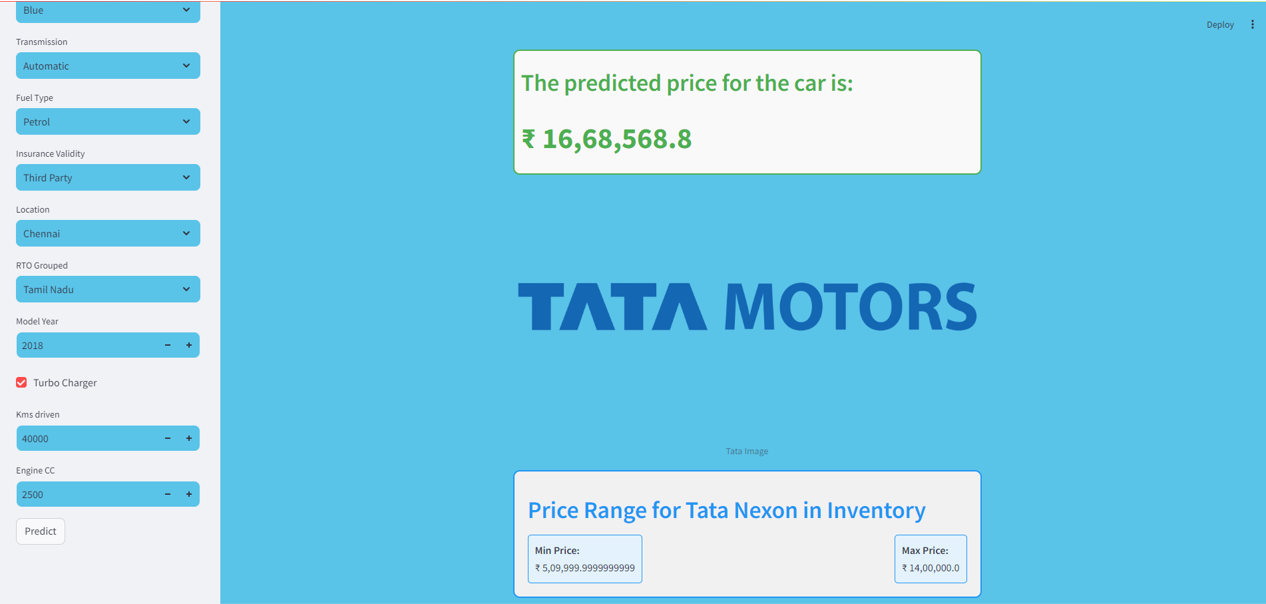 Blue
Transmission
Automatic
Fuel Type
Petrol
Insurance Validity
Third Party
Location
Chennai
RTO Grouped
Tamil Nadu
Model Year
2018
Turbo Charger
Kms driven
40000
Engine CC
2500
Predict
Deploy
The predicted price for the car is:
₹ 16,68,568.8
TATA MOTORS
Tata Image
Price Range for Tata Nexon in Inventory
Min Price:
₹ 5,09,999.9999999999
Max Price:
₹ 14,00,000.0